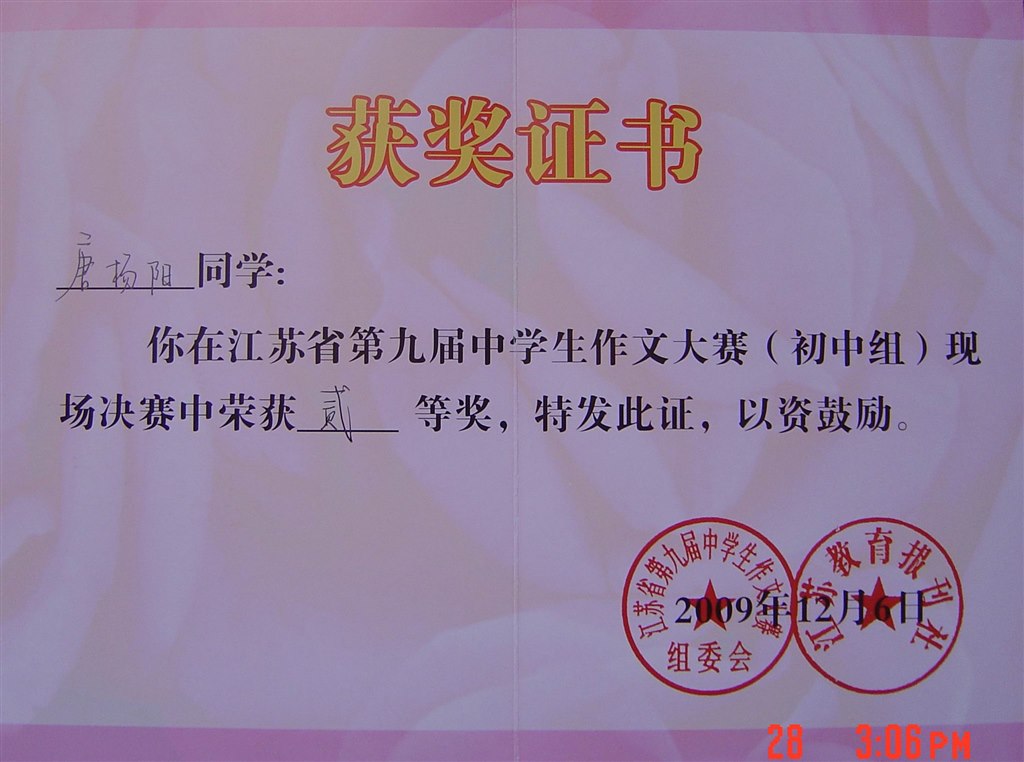 获奖证书
唐杨阳同学:
你在江苏省第九届中学生作文大赛（初中组）现
场决赛中荣获 贰 等奖，特发此证，以资鼓励。
江苏省第九届中学生作文大赛
组委会
江苏教育报刊社
2009年12月6日
28 3:06PM